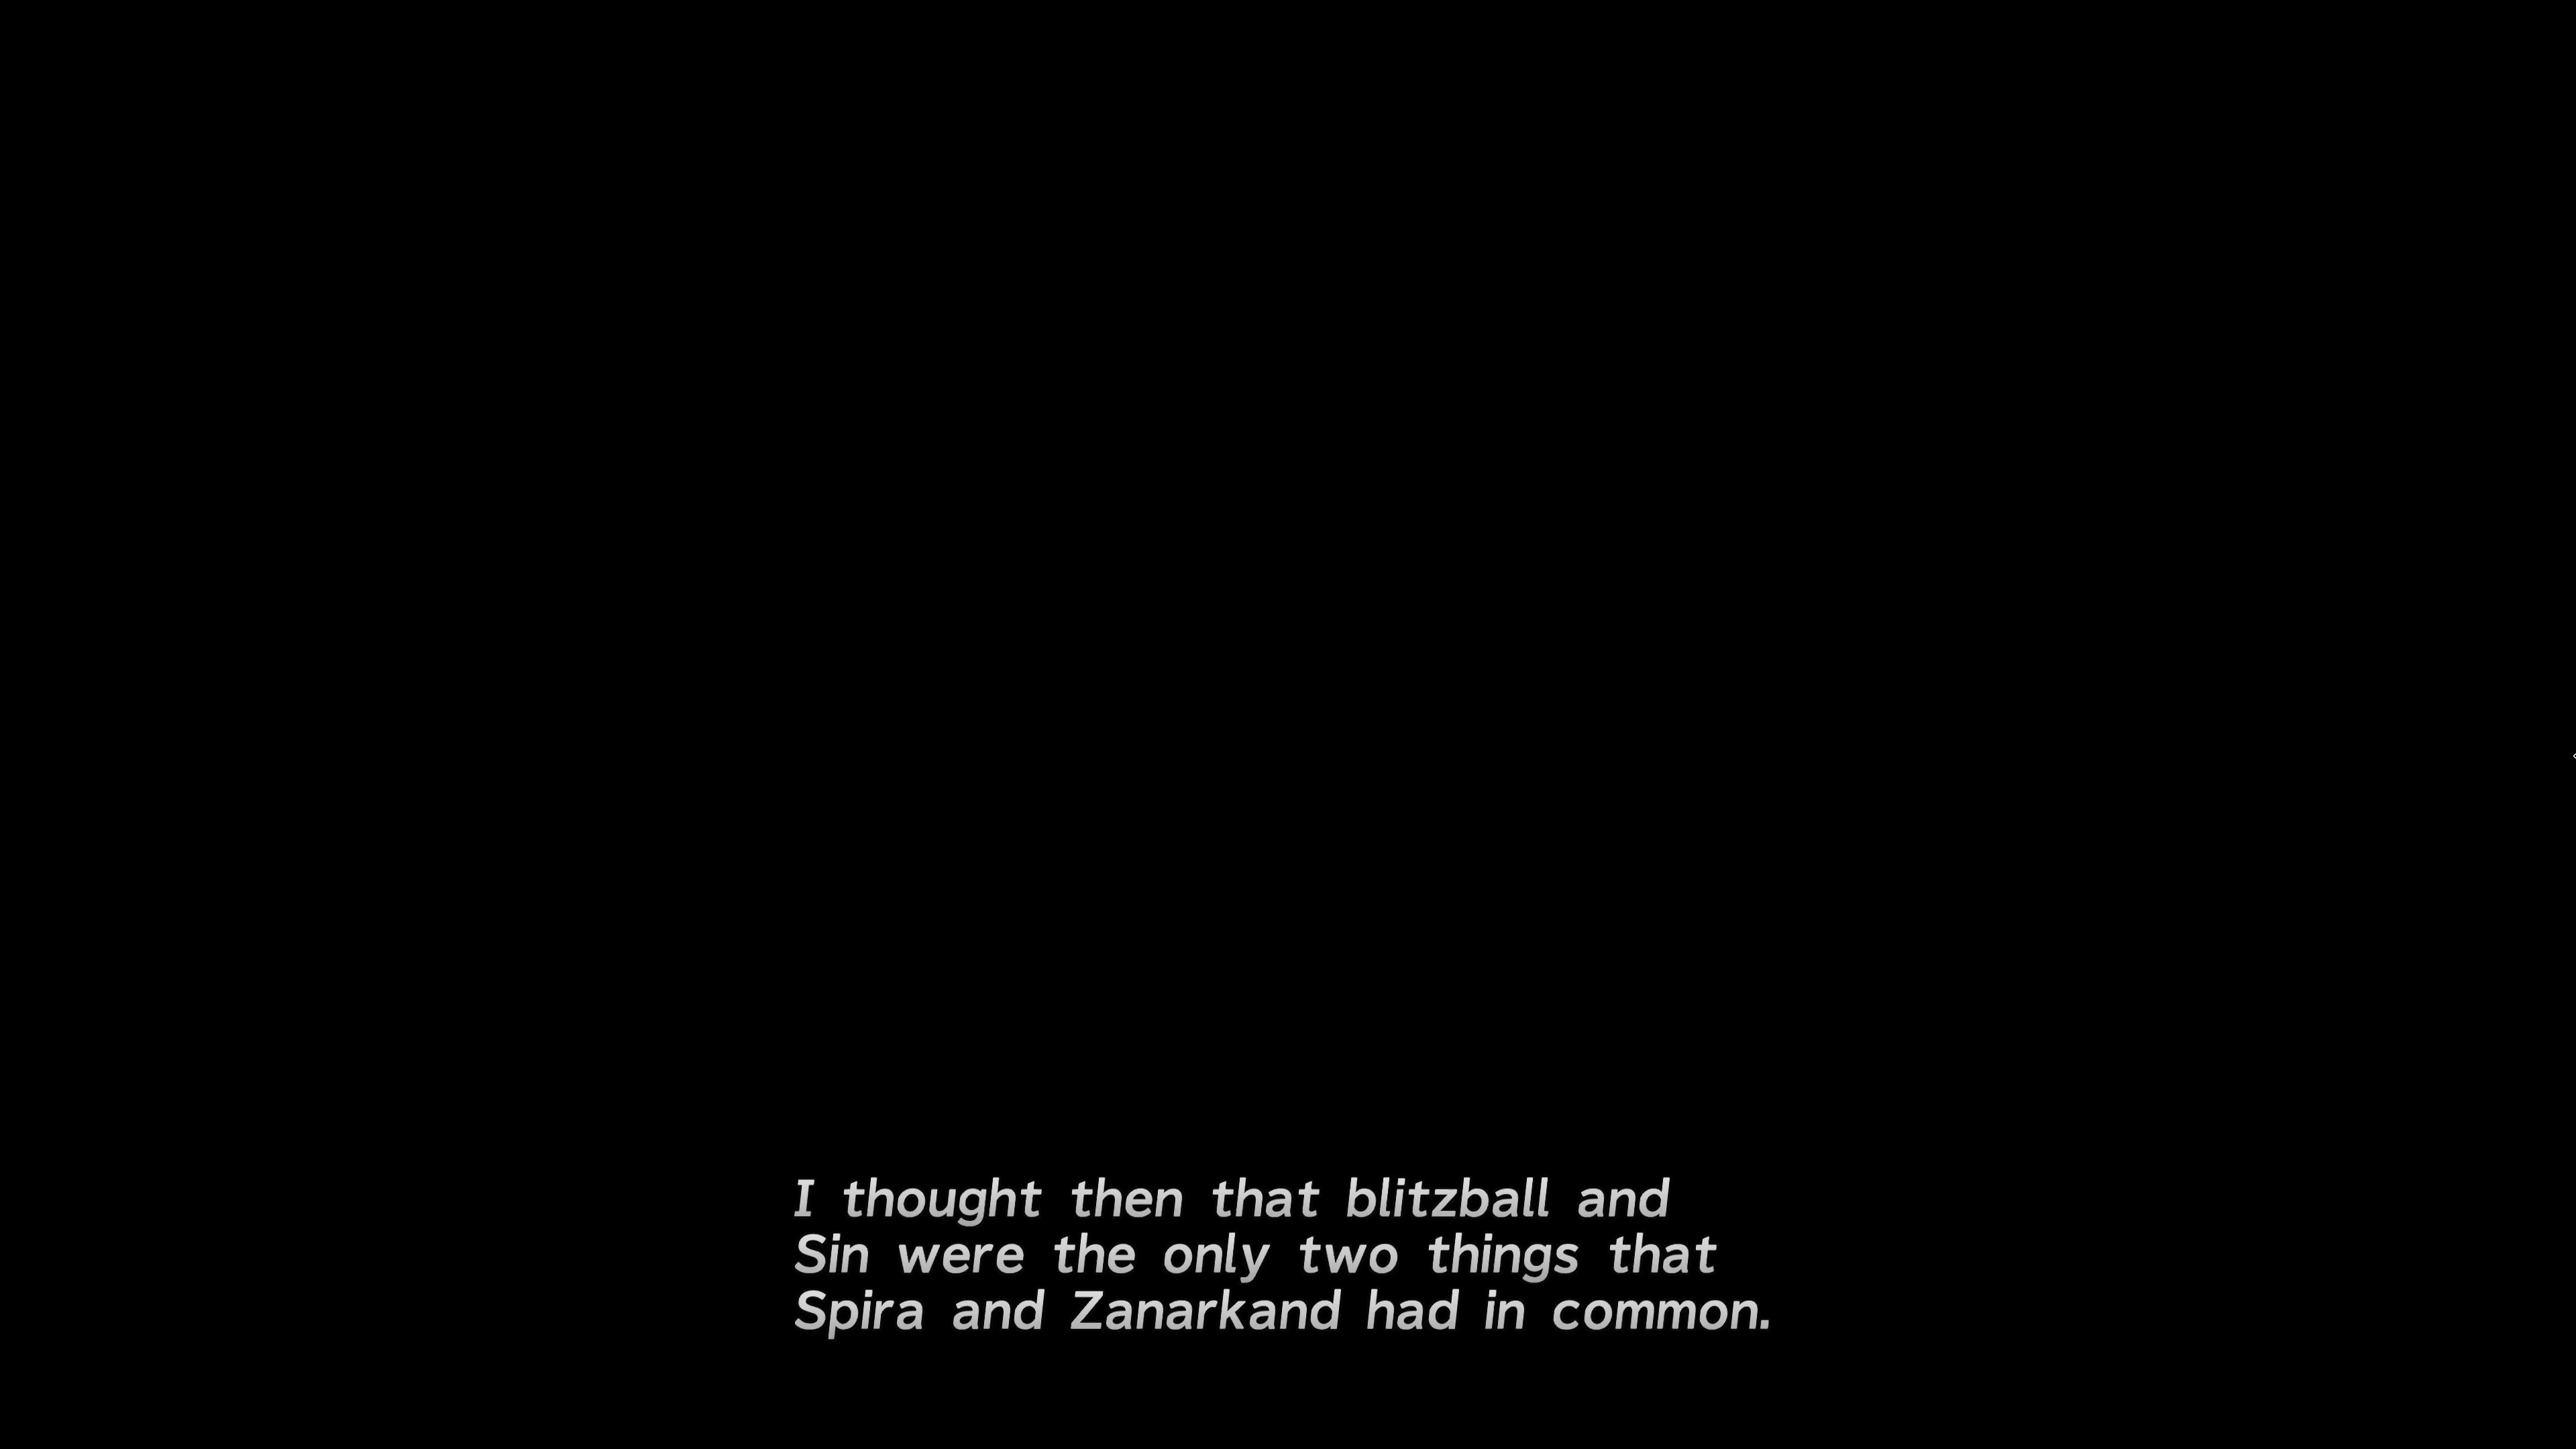 I thought then that blitzball and
Sin were the only two things that
Spira and Zanarkand had in common.